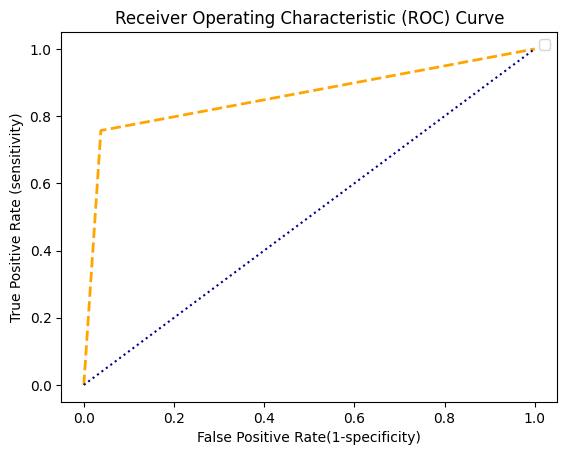 Receiver Operating Characteristic (ROC) Curve
1.0
0.8
0.6
0.4
0.2
0.0
True Positive Rate (sensitivity)
0.0 0.2 0.4 0.6 0.8 1.0
False Positive Rate(1-specificity)